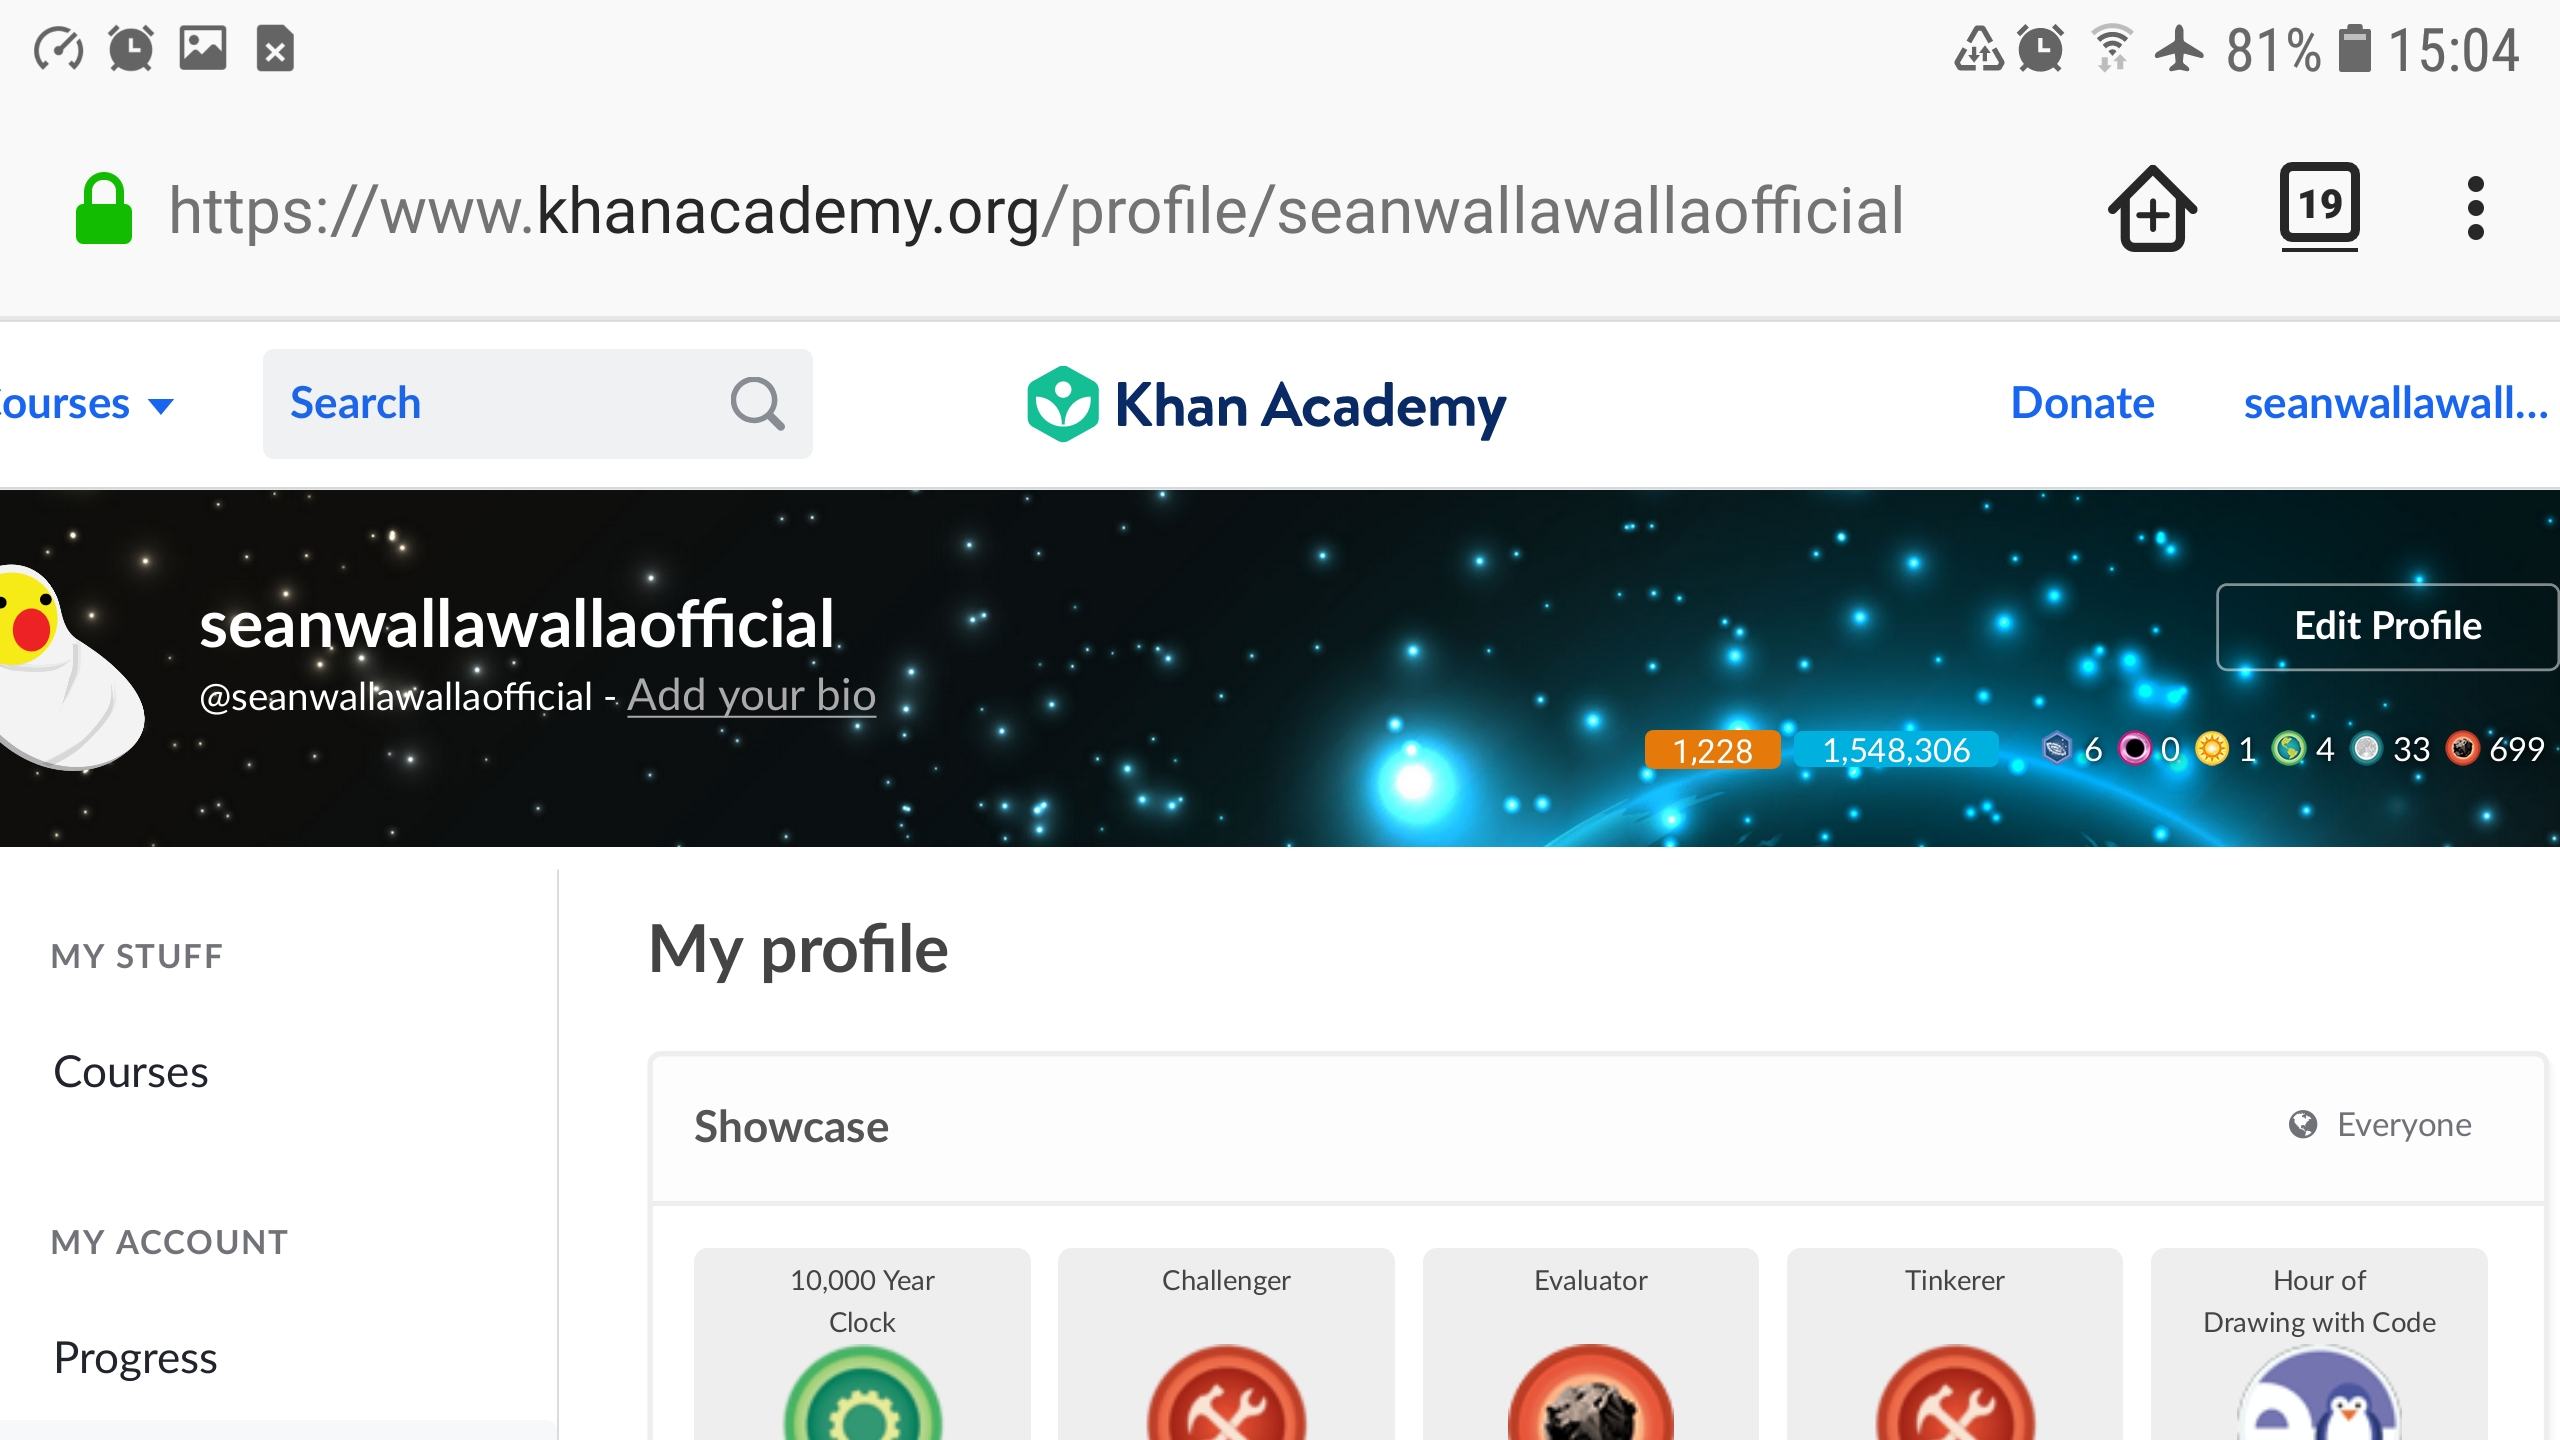 81% 15:04
https://www.khanacademy.org/profile/seanwallawallaofficial
19
ourses
Search
Khan Academy
Donate
seanwallawall...
seanwallawallaofficial
Edit Profile
@seanwallawallaofficial - Add your bio
1,228 1,548,306 6 0 1 4 33 699
MY STUFF
Courses
MY ACCOUNT
Progress
My profile
Showcase
Everyone
10,000 Year
Clock
Challenger
Evaluator
Tinkerer
Hour of
Drawing with Code